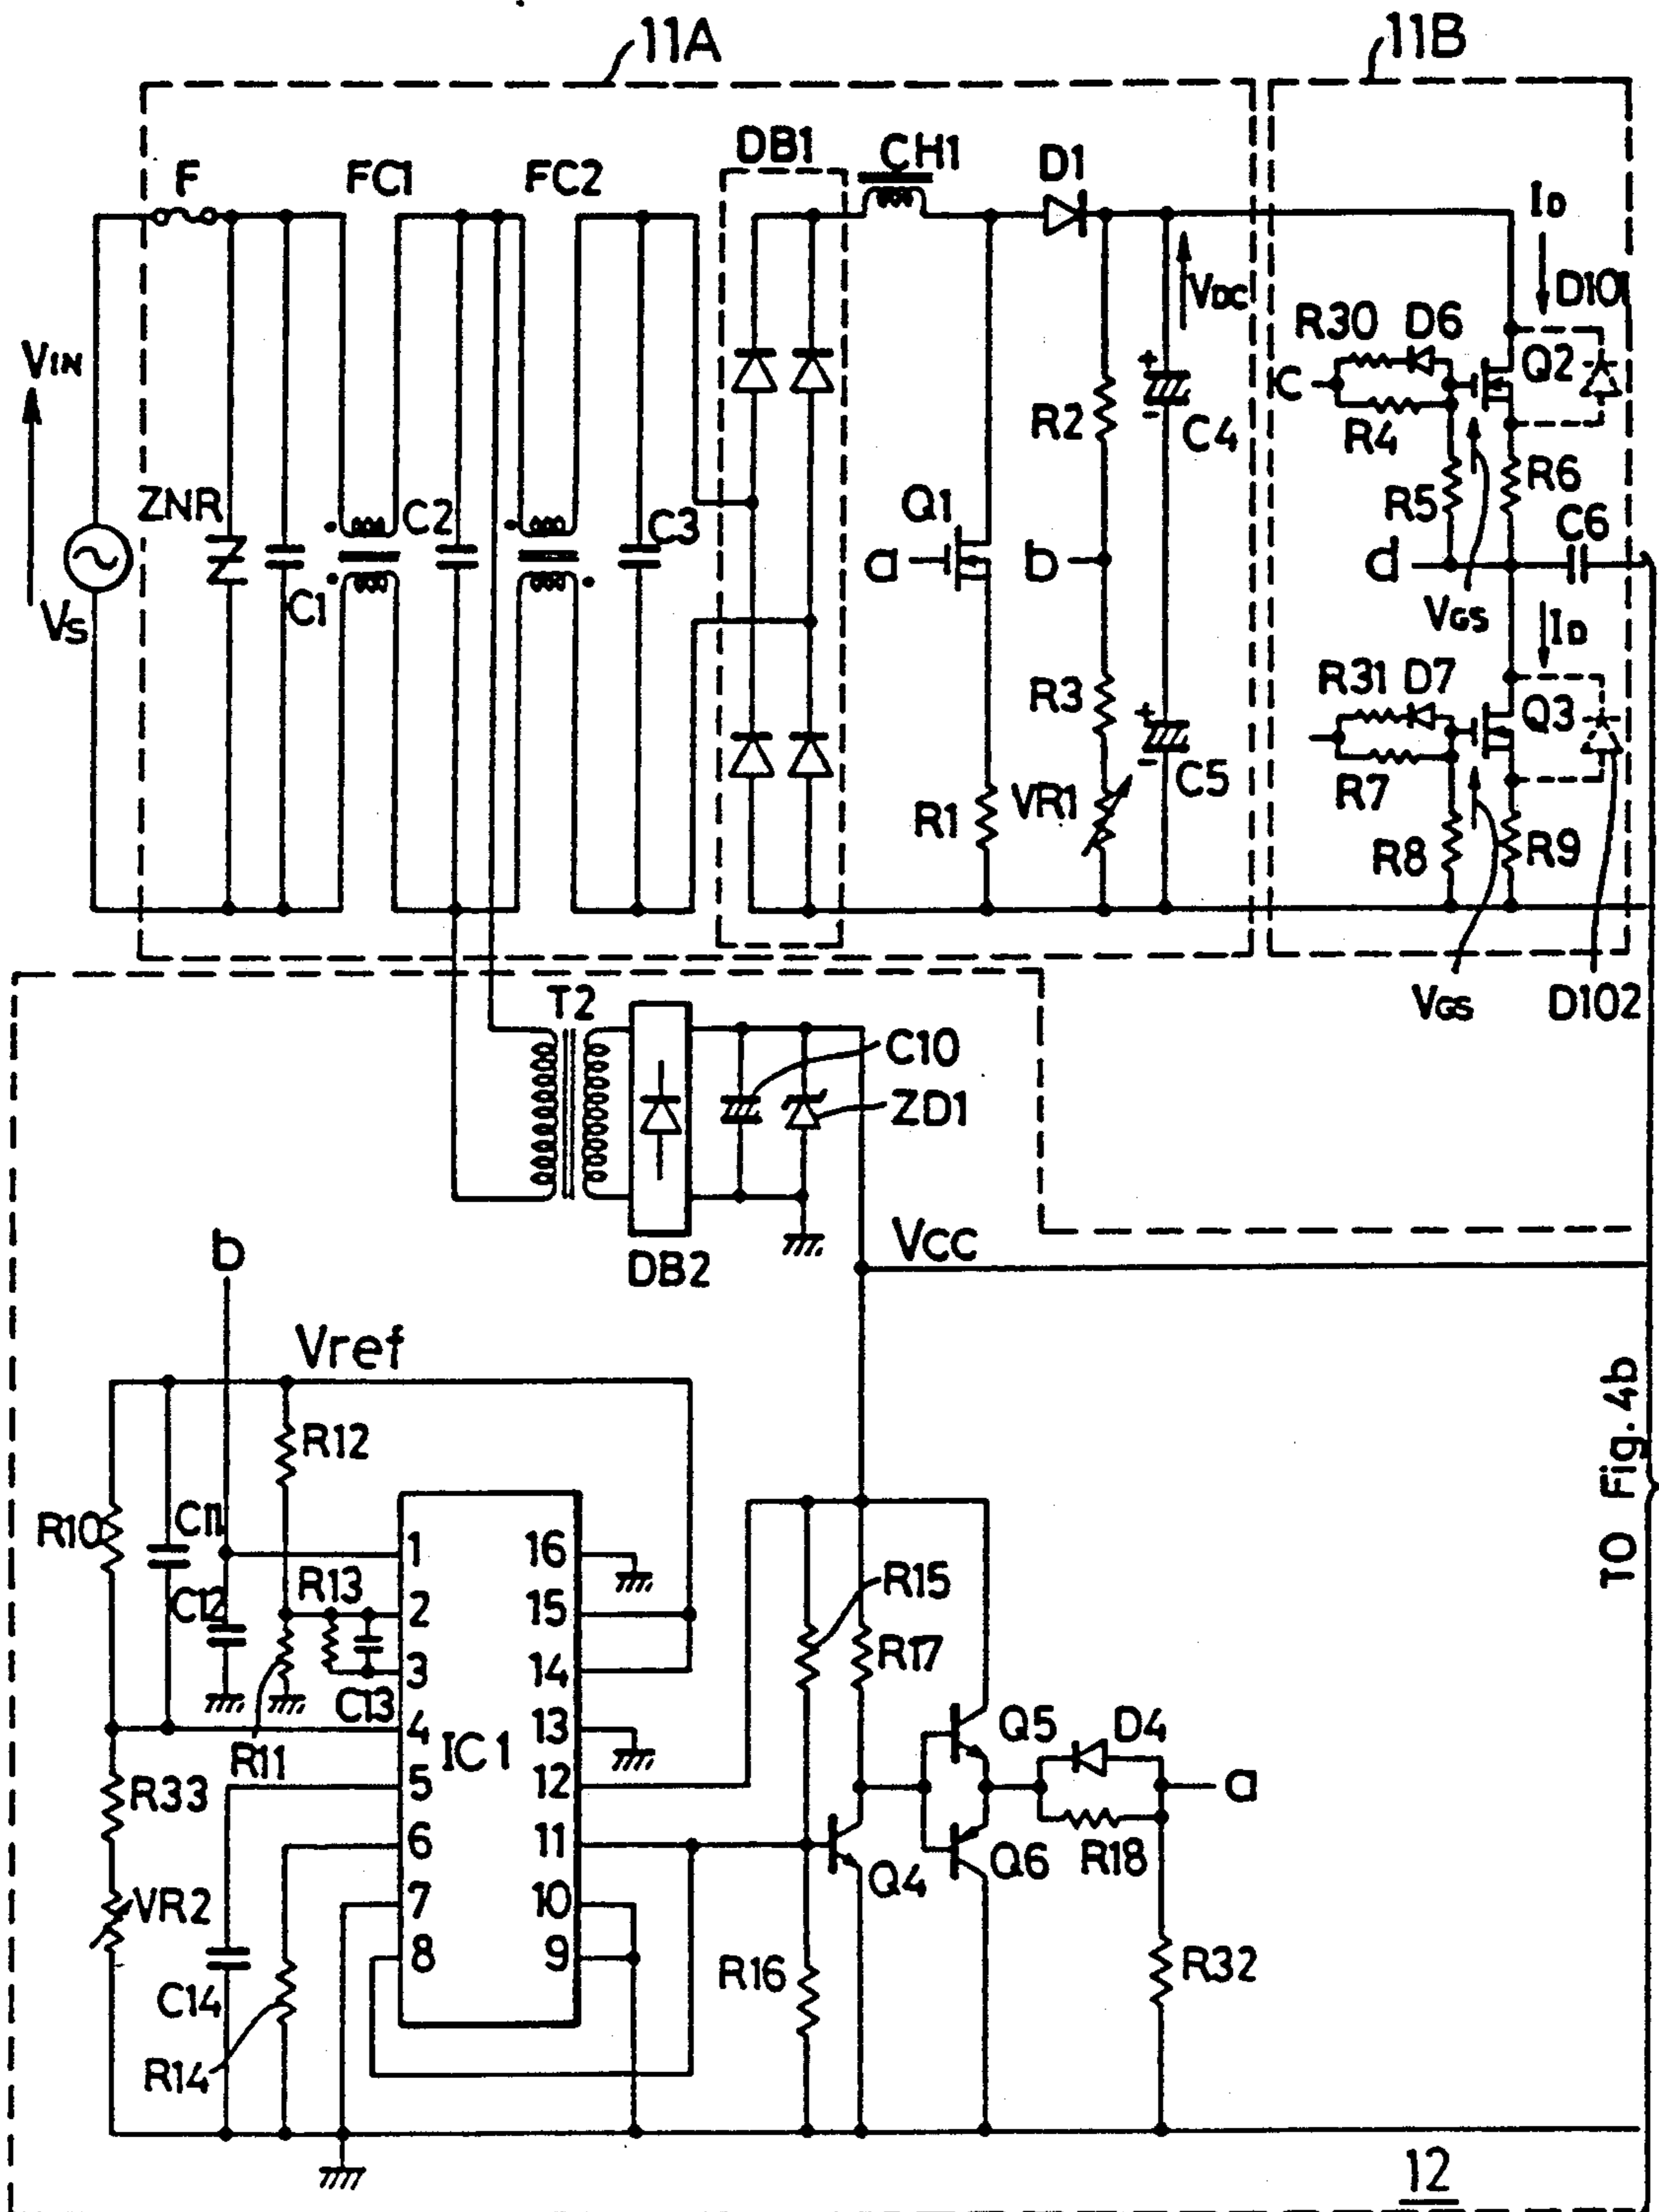 11A
11B
F
FC1
FC2
DB1
CH1
D1
ID
D101
VDC
R30 D6
Q2
C
R4
VIN
R2
C4
ZNR
C2
C3
Q1
R5
R6
C6
a
b
d
C1
VS
VGS
ID
R3
R31 D7
Q3
C5
R7
R1
VR1
R8
R9
VGS
D102
T2
C10
ZD1
DB2
VCC
b
Vref
R12
R10
C11
C12
R13
R11
C13
IC1
1
2
3
4
5
6
7
8
16
15
14
13
12
11
10
9
R15
R17
Q5
D4
a
Q4
Q6
R18
R33
VR2
C14
R14
R16
R32
TO Fig.4b
12